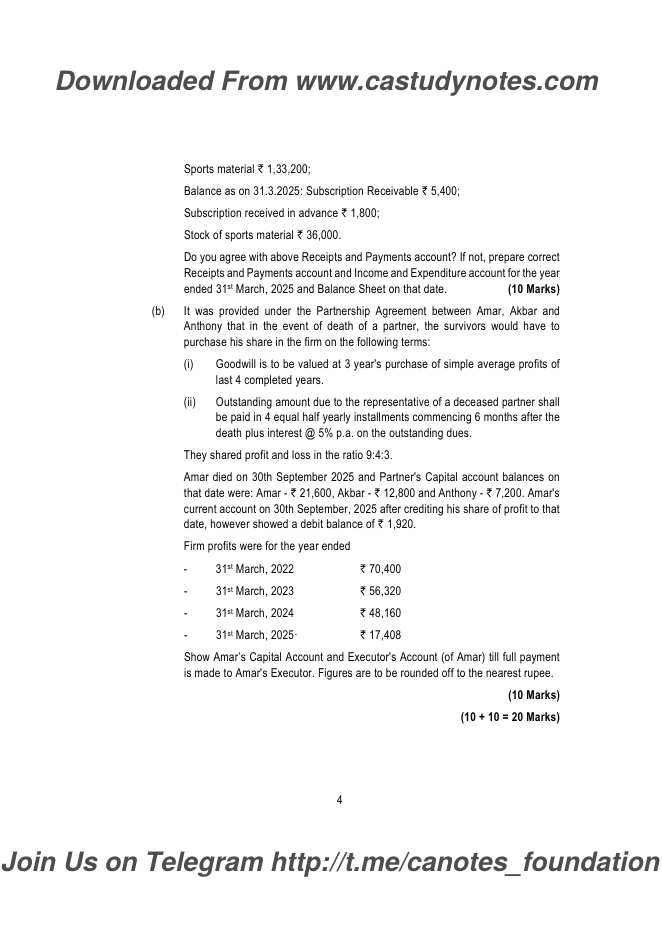 Downloaded From www.castudynotes.com
Sports material ₹ 1,33,200;
Balance as on 31.3.2025: Subscription Receivable ₹ 5,400;
Subscription received in advance ₹ 1,800;
Stock of sports material ₹ 36,000.
Do you agree with above Receipts and Payments account? If not, prepare correct
Receipts and Payments account and Income and Expenditure account for the year
ended 31st March, 2025 and Balance Sheet on that date. (10 Marks)
(b) It was provided under the Partnership Agreement between Amar, Akbar and
Anthony that in the event of death of a partner, the survivors would have to
purchase his share in the firm on the following terms:
(i) Goodwill is to be valued at 3 year's purchase of simple average profits of
last 4 completed years.
(ii) Outstanding amount due to the representative of a deceased partner shall
be paid in 4 equal half yearly installments commencing 6 months after the
death plus interest @ 5% p.a. on the outstanding dues.
They shared profit and loss in the ratio 9:4:3.
Amar died on 30th September 2025 and Partner's Capital account balances on
that date were: Amar - ₹ 21,600, Akbar - ₹ 12,800 and Anthony - ₹ 7,200. Amar's
current account on 30th September, 2025 after crediting his share of profit to that
date, however showed a debit balance of ₹ 1,920.
Firm profits were for the year ended
- 31st March, 2022 ₹ 70,400
- 31st March, 2023 ₹ 56,320
- 31st March, 2024 ₹ 48,160
- 31st March, 2025 ₹ 17,408
Show Amar's Capital Account and Executor's Account (of Amar) till full payment
is made to Amar's Executor. Figures are to be rounded off to the nearest rupee.
(10 Marks)
(10 + 10 = 20 Marks)
4
Join Us on Telegram http://t.me/canotes_foundation